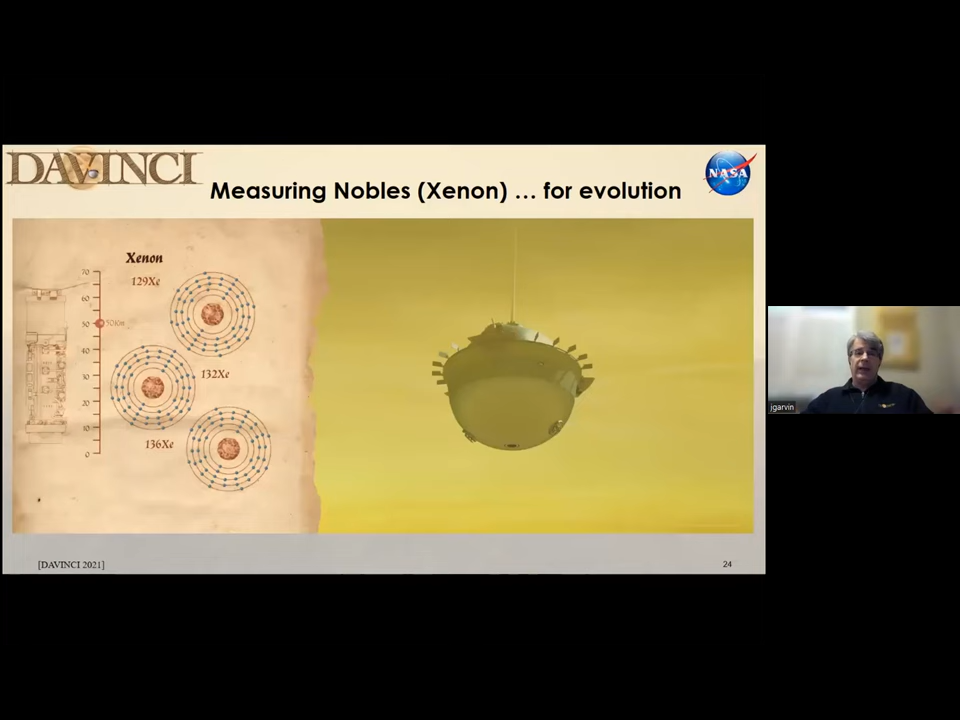 DAVINCI
Measuring Nobles (Xenon) … for evolution
NASA
Xenon
129Xe
70
60
50
50Km
40
132Xe
30
20
10
136Xe
0
jgarvin
[DAVINCI 2021]
24